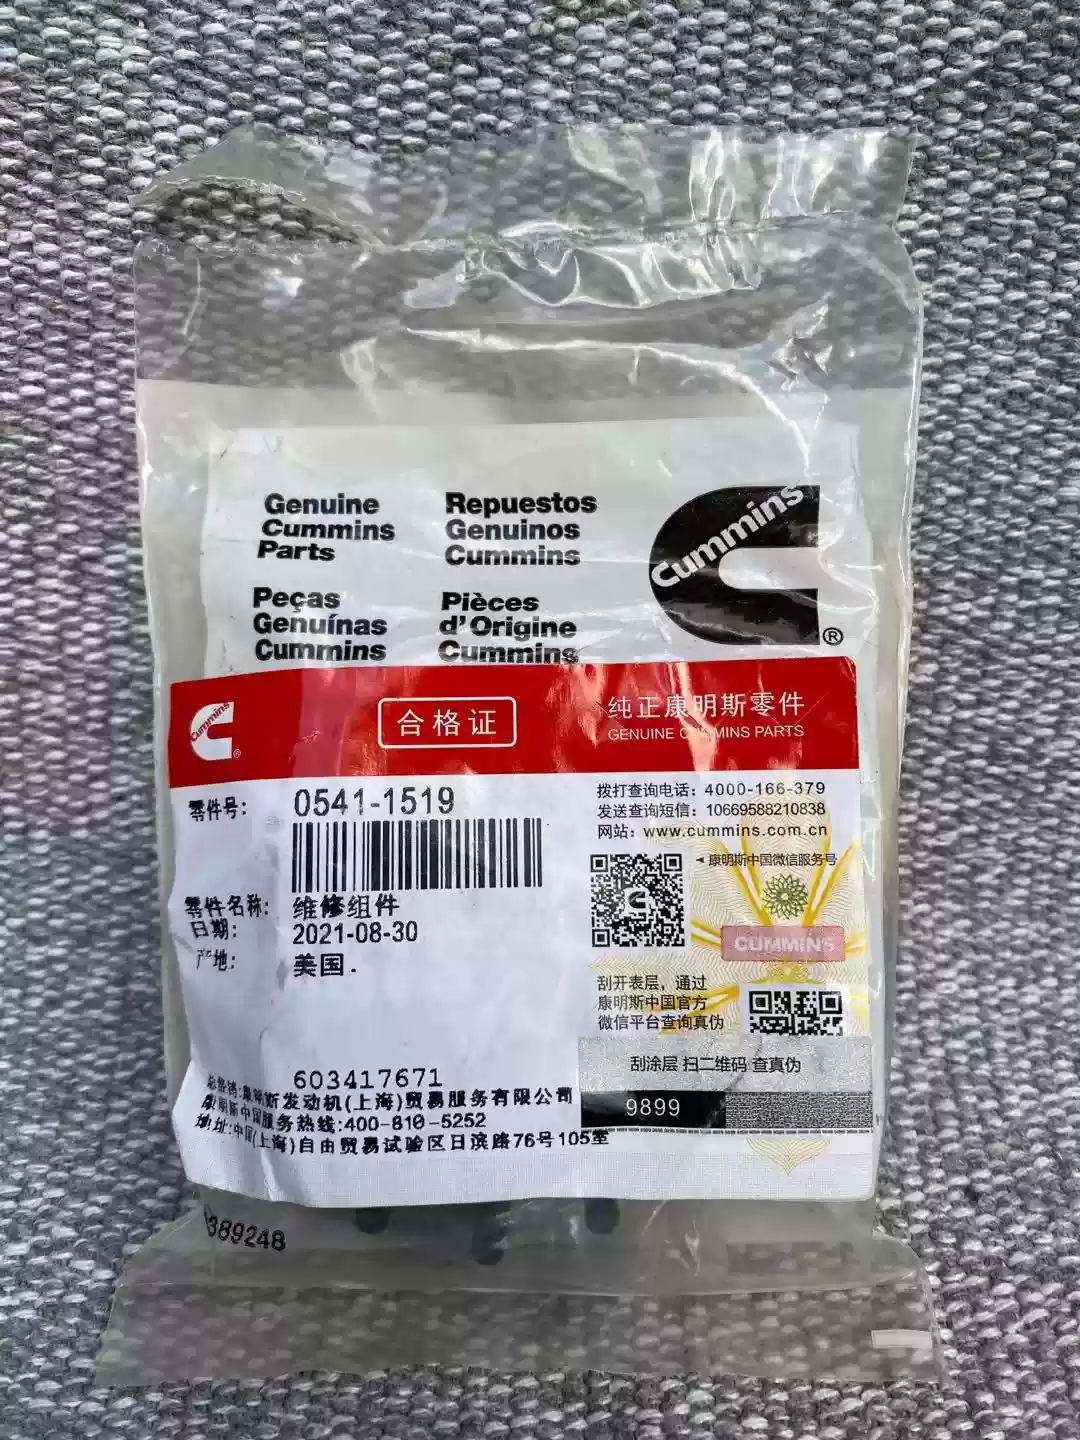 Genuine
Cummins
Parts
Repuestos
Genuinos
Cummins
Peças
Genuínas
Cummins
Pièces
d'Origine
Cummins
Cummins
®
Cummins
®
合格证
纯正康明斯零件
GENUINE CUMMINS PARTS
零件号: 0541-1519
零件名称: 维修组件
日期: 2021-08-30
产地: 美国.
603417671
总经销:康明斯发动机(上海)贸易服务有限公司
康明斯中国服务热线:400-810-5252
地址:中国(上海)自由贸易试验区日滨路76号105室
拨打查询电话: 4000-166-379
发送查询短信: 10669588210838
网站: www.cummins.com.cn
康明斯中国微信服务号
CUMMINS
刮开表层, 通过
康明斯中国官方
微信平台查询真伪
刮涂层 扫二维码 查真伪
9899
389248